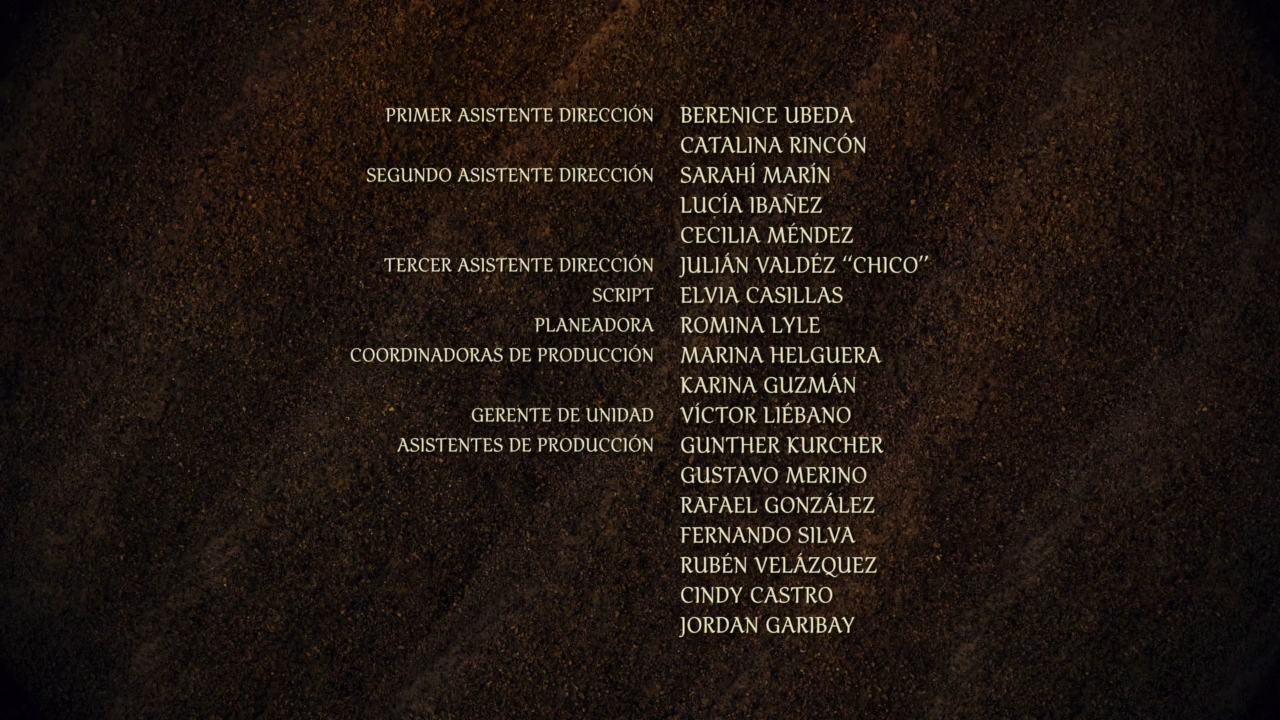 PRIMER ASISTENTE DIRECCIÓN BERENICE UBEDA
CATALINA RINCÓN
SEGUNDO ASISTENTE DIRECCIÓN SARAHÍ MARÍN
LUCÍA IBAÑEZ
CECILIA MÉNDEZ
TERCER ASISTENTE DIRECCIÓN JULIÁN VALDÉZ “CHICO”
SCRIPT ELVIA CASILLAS
PLANEADORA ROMINA LYLE
COORDINADORAS DE PRODUCCIÓN MARINA HELGUERA
KARINA GUZMÁN
GERENTE DE UNIDAD VÍCTOR LIÉBANO
ASISTENTES DE PRODUCCIÓN GUNTHER KURCHER
GUSTAVO MERINO
RAFAEL GONZÁLEZ
FERNANDO SILVA
RUBÉN VELÁZQUEZ
CINDY CASTRO
JORDAN GARIBAY